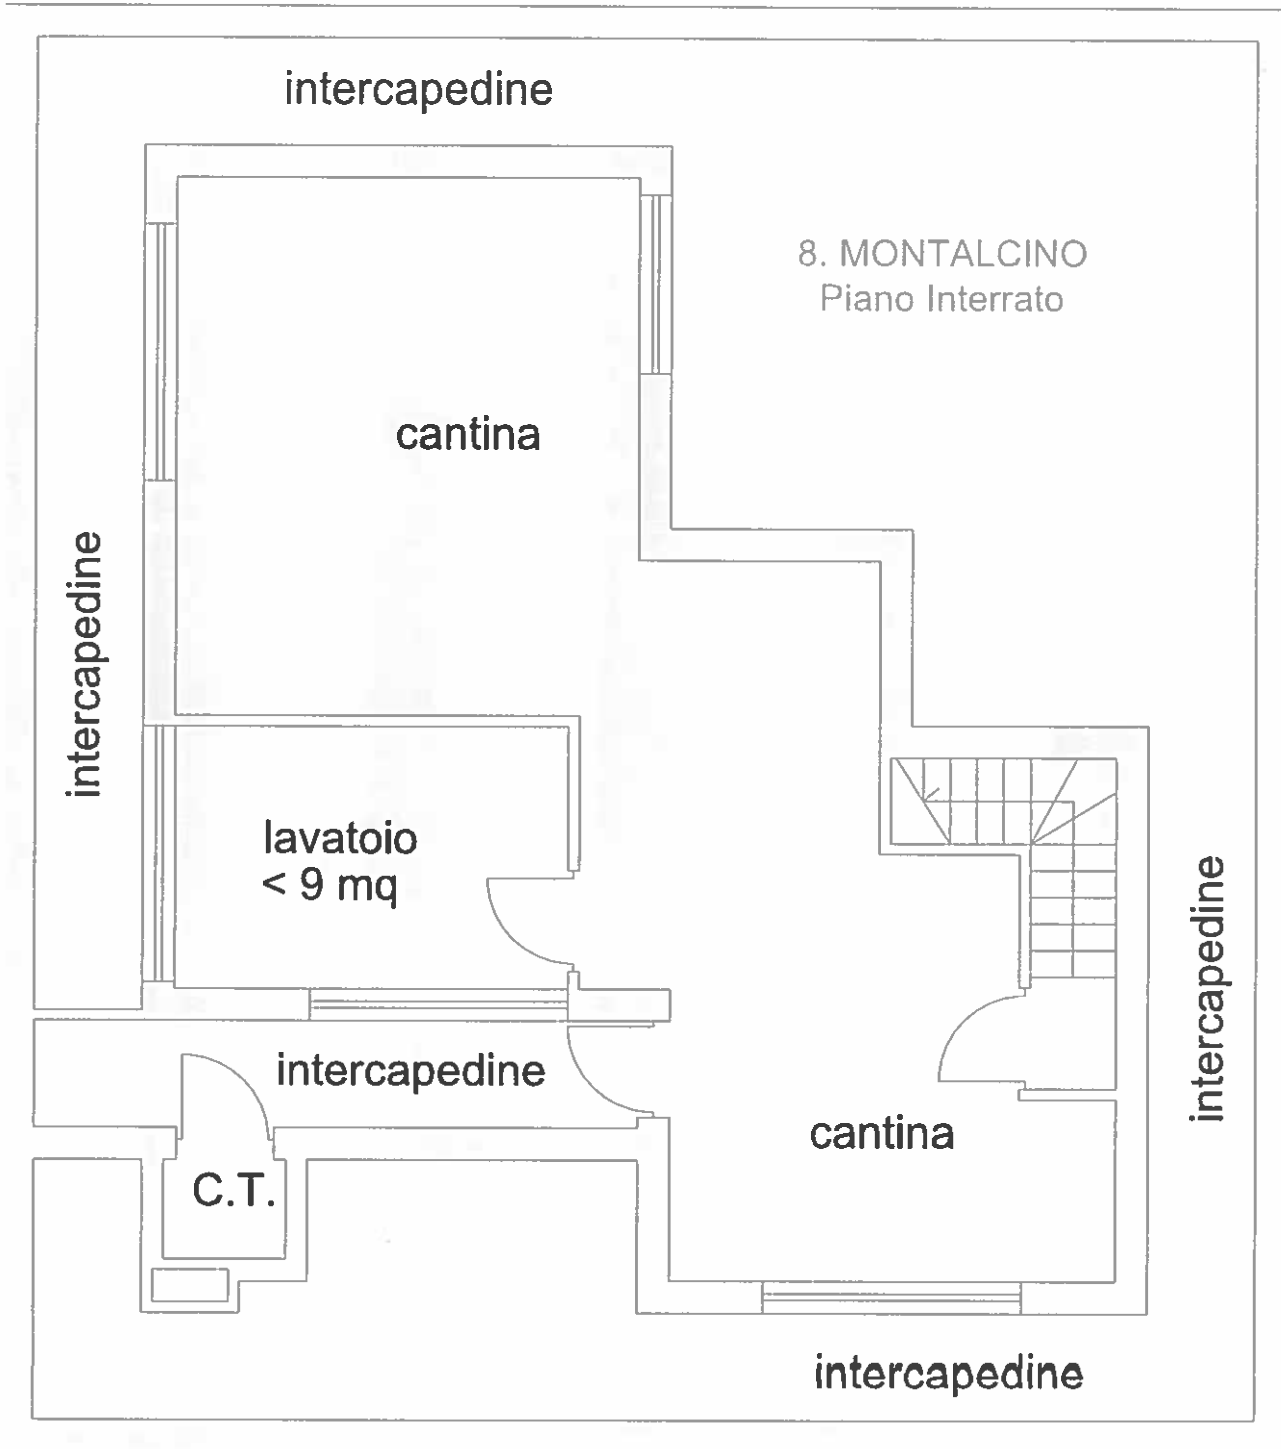 intercapedine
8. MONTALCINO
Piano Interrato
cantina
intercapedine
lavatoio
< 9 mq
intercapedine
intercapedine
cantina
C.T.
intercapedine